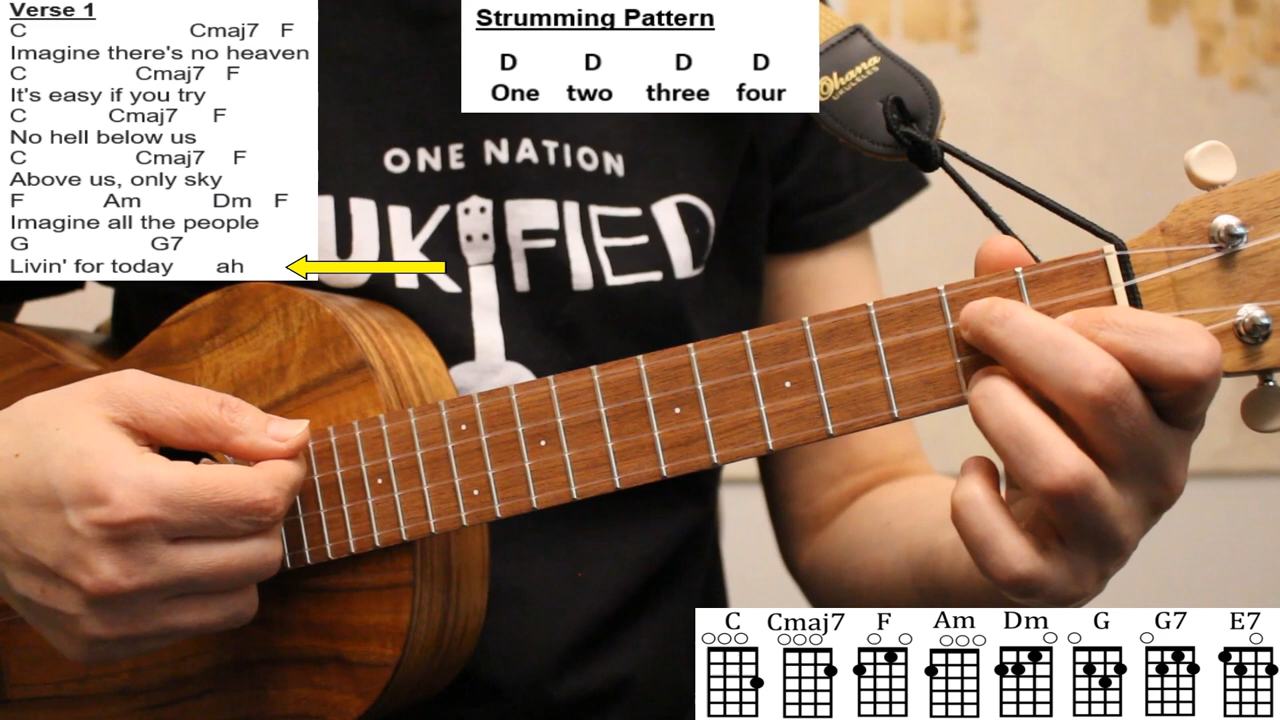 Verse 1
C Cmaj7 F
Imagine there's no heaven
C Cmaj7 F
It's easy if you try
C Cmaj7 F
No hell below us
C Cmaj7 F
Above us, only sky
F Am Dm F
Imagine all the people
G G7
Livin' for today ah
Strumming Pattern
D D D D
One two three four
Ohana
UKULELES
ONE NATION
UKIFIED
C Cmaj7 F Am Dm G G7 E7